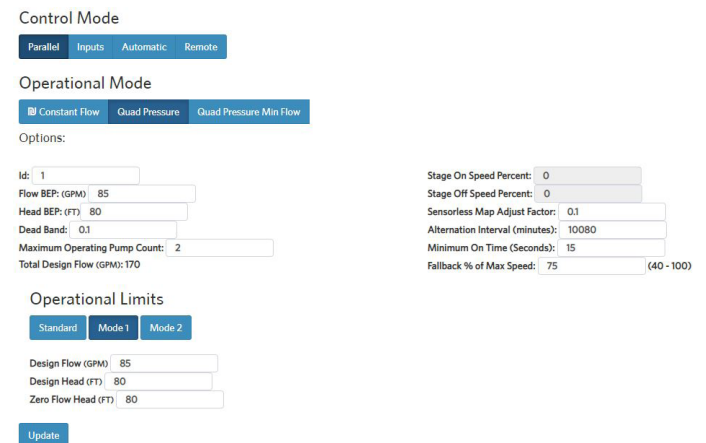 Control Mode
Parallel Inputs Automatic Remote
Operational Mode
Constant Flow Quad Pressure Quad Pressure Min Flow
Options:
Id: 1
Flow BEP: (GPM) 85
Head BEP: (FT) 80
Dead Band: 0.1
Maximum Operating Pump Count: 2
Total Design Flow (GPM): 170
Stage On Speed Percent: 0
Stage Off Speed Percent: 0
Sensorless Map Adjust Factor: 0.1
Alternation Interval (minutes): 10080
Minimum On Time (Seconds): 15
Fallback % of Max Speed: 75 (40 - 100)
Operational Limits
Standard Mode 1 Mode 2
Design Flow (GPM) 85
Design Head (FT) 80
Zero Flow Head (FT) 80
Update